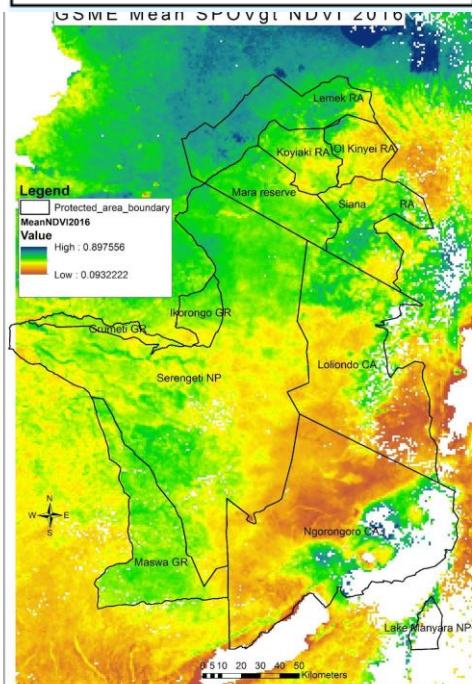 GSME Mean SPOVgt NDVI 2016
Lemek RA
Koyiaki RA
Ol Kinyei RA
Mara reserve
Siana RA
Legend
Protected_area_boundary
MeanNDVI2016
Value
High : 0.897556
Low : 0.0932222
Ikorongo GR
Grumeti GR
Serengeti NP
Loliondo CA
N
W E
S
Ngorongoro CA
Maswa GR
Lake Manyara NP
0 5 10 20 30 40 50
Kilometers